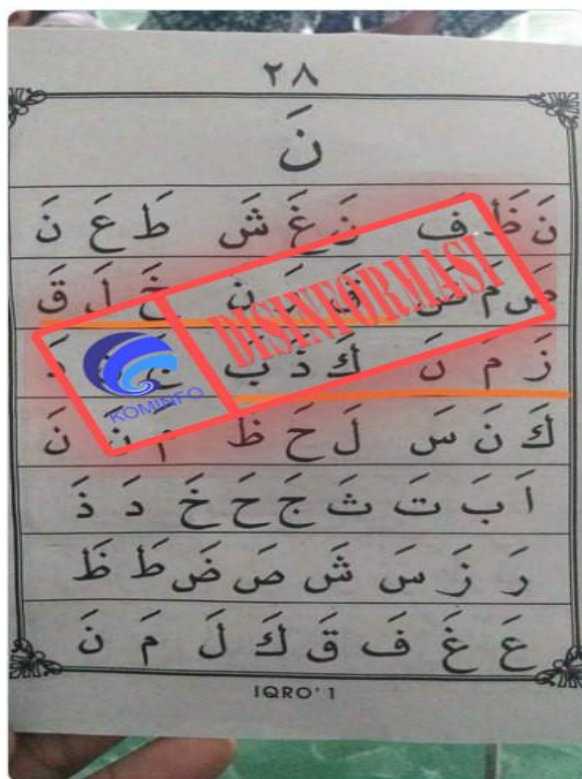 ٢٨
نَ
نَ ظَ فَ نَ غَ شَ طَ عَ نَ
مَ خَ لَ قَ
زَ مَ نَ كَ ذَ بَ
KOMINFO DISINFORMASI
كَ نَ سَ لَ حَ ظَ مَ نَ نَ
اَ بَ تَ ثَ جَ حَ خَ دَ ذَ
رَ زَ سَ شَ صَ ضَ طَ ظَ
عَ غَ فَ قَ كَ لَ مَ نَ
IQRO' 1